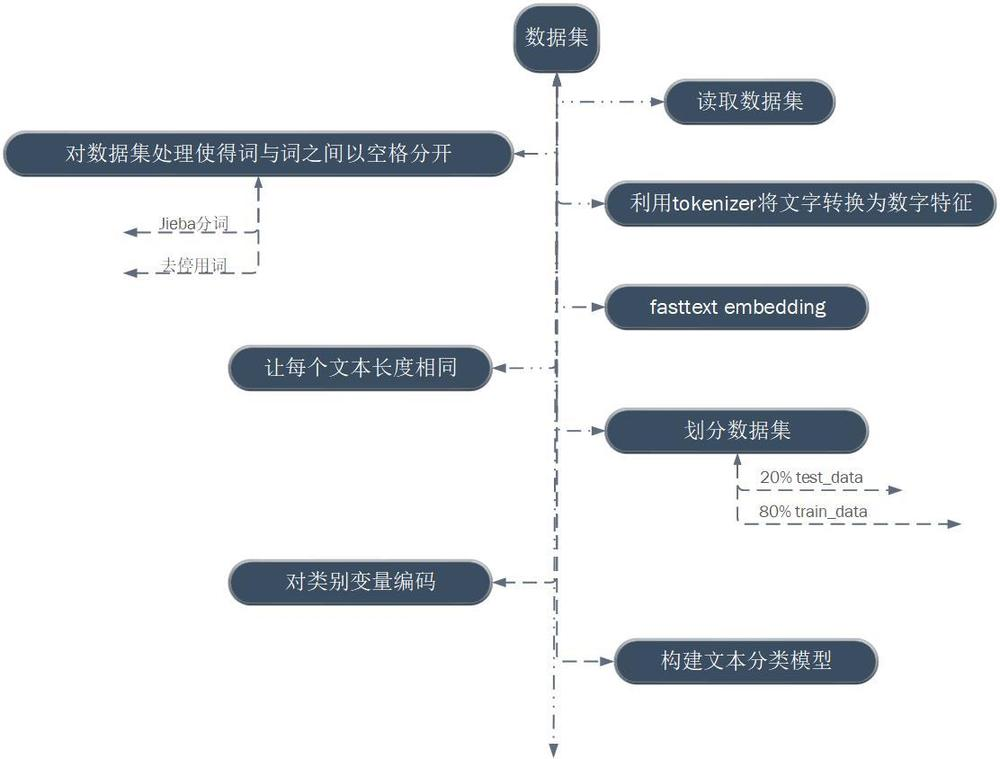 数据集
读取数据集
对数据集处理使得词与词之间以空格分开
利用tokenizer将文字转换为数字特征
Jieba分词
去停用词
fasttext embedding
让每个文本长度相同
划分数据集
20% test_data
80% train_data
对类别变量编码
构建文本分类模型